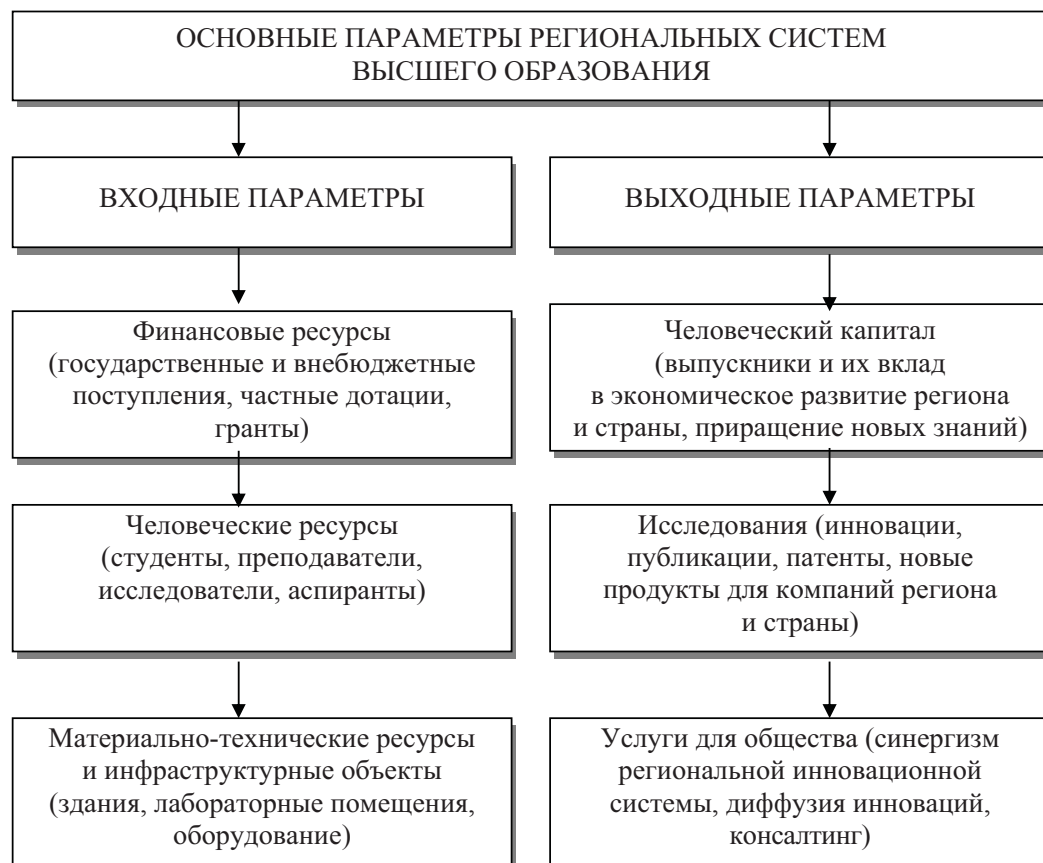 ОСНОВНЫЕ ПАРАМЕТРЫ РЕГИОНАЛЬНЫХ СИСТЕМ
ВЫСШЕГО ОБРАЗОВАНИЯ
ВХОДНЫЕ ПАРАМЕТРЫ
Финансовые ресурсы
(государственные и внебюджетные
поступления, частные дотации,
гранты)
Человеческие ресурсы
(студенты, преподаватели,
исследователи, аспиранты)
Материально-технические ресурсы
и инфраструктурные объекты
(здания, лабораторные помещения,
оборудование)
ВЫХОДНЫЕ ПАРАМЕТРЫ
Человеческий капитал
(выпускники и их вклад
в экономическое развитие региона
и страны, приращение новых знаний)
Исследования (инновации,
публикации, патенты, новые
продукты для компаний региона
и страны)
Услуги для общества (синергизм
региональной инновационной
системы, диффузия инноваций,
консалтинг)